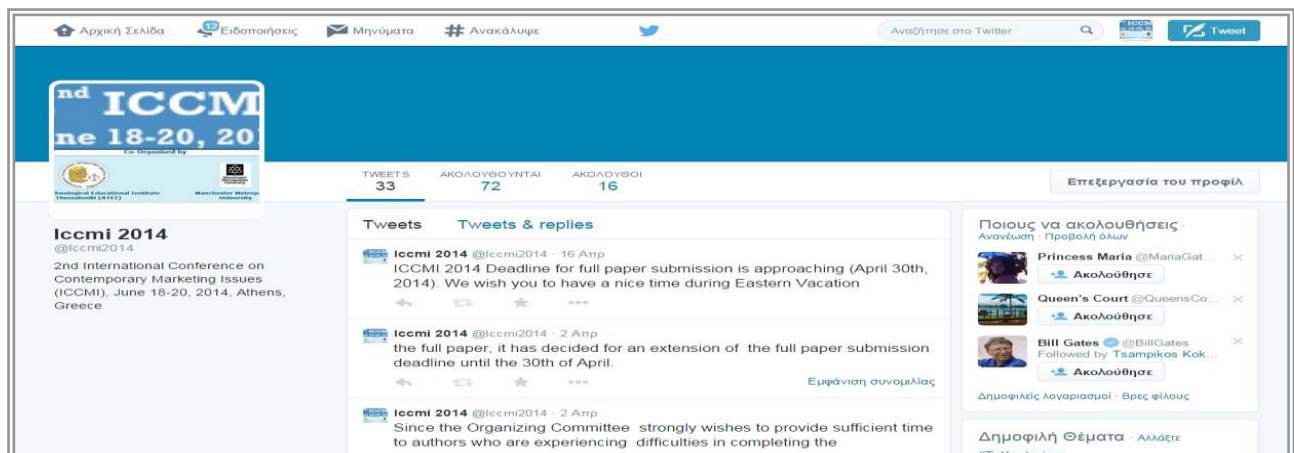 Αρχική Σελίδα 12 Ειδοποιήσεις Μηνύματα Ανακάλυψε Αναζήτησε στο Twitter Tweet
nd ICCM
ne 18-20, 201
Co-Organised by
hnological Educational Institute
Thessaloniki (ATEI)
Manchester Metrop
University
TWEETS ΑΚΟΛΟΥΘΟΥΝΤΑΙ ΑΚΟΛΟΥΘΟΙ
33 72 16
Επεξεργασία του προφίλ
Iccmi 2014
@Iccmi2014
2nd International Conference on
Contemporary Marketing Issues
(ICCMI), June 18-20, 2014, Athens,
Greece
Tweets Tweets & replies
Iccmi 2014 @Iccmi2014 · 16 Απρ
ICCMI 2014 Deadline for full paper submission is approaching (April 30th,
2014). We wish you to have a nice time during Eastern Vacation
Iccmi 2014 @Iccmi2014 · 2 Απρ
the full paper, it has decided for an extension of the full paper submission
deadline until the 30th of April.
Εμφάνιση συνομιλίας
Iccmi 2014 @Iccmi2014 · 2 Απρ
Since the Organizing Committee strongly wishes to provide sufficient time
to authors who are experiencing difficulties in completing the
Ποιους να ακολουθήσεις ·
Ανανέωση · Προβολή όλων
Princess Maria @MariaGat...
Ακολούθησε
Queen's Court @QueensCo...
Ακολούθησε
Bill Gates @BillGates
Followed by Tsampikos Kok...
Ακολούθησε
Δημοφιλείς λογαριασμοί · Βρες φίλους
Δημοφιλή Θέματα · Αλλάξτε